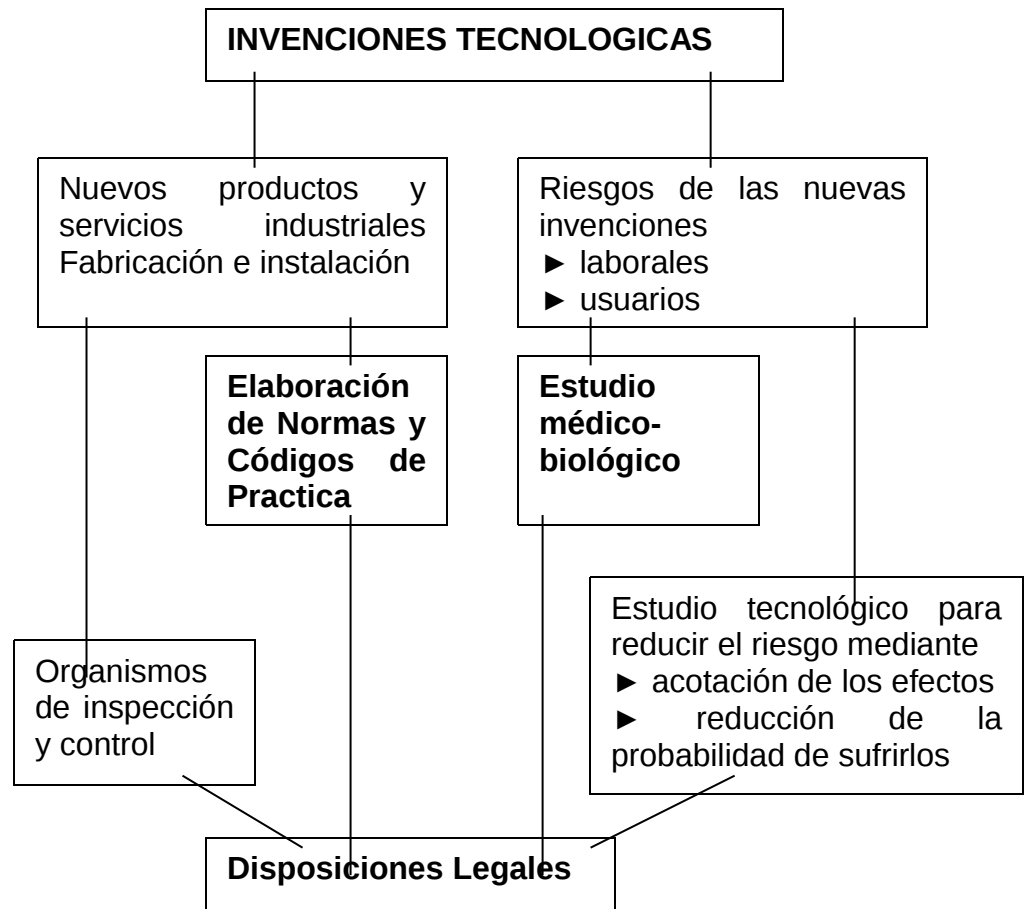 INVENCIONES TECNOLOGICAS
Nuevos productos y
servicios industriales
Fabricación e instalación
Riesgos de las nuevas
invenciones
► laborales
► usuarios
Elaboración
de Normas y
Códigos de
Practica
Estudio
médico-
biológico
Organismos
de inspección
y control
Estudio tecnológico para
reducir el riesgo mediante
► acotación de los efectos
► reducción de la
probabilidad de sufrirlos
Disposiciones Legales